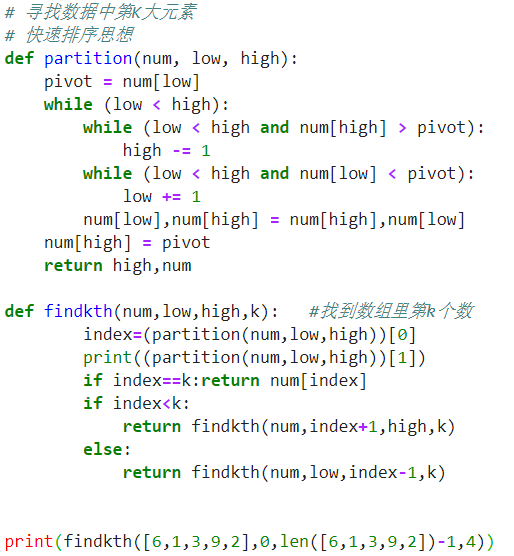 # 寻找数据中第K大元素
# 快速排序思想
def partition(num, low, high):
    pivot = num[low]
    while (low < high):
        while (low < high and num[high] > pivot):
            high -= 1
        while (low < high and num[low] < pivot):
            low += 1
        num[low],num[high] = num[high],num[low]
    num[high] = pivot
    return high,num

def findkth(num,low,high,k):   #找到数组里第k个数
        index=(partition(num,low,high))[0]
        print((partition(num,low,high))[1])
        if index==k:return num[index]
        if index<k:
            return findkth(num,index+1,high,k)
        else:
            return findkth(num,low,index-1,k)

print(findkth([6,1,3,9,2],0,len([6,1,3,9,2])-1,4))